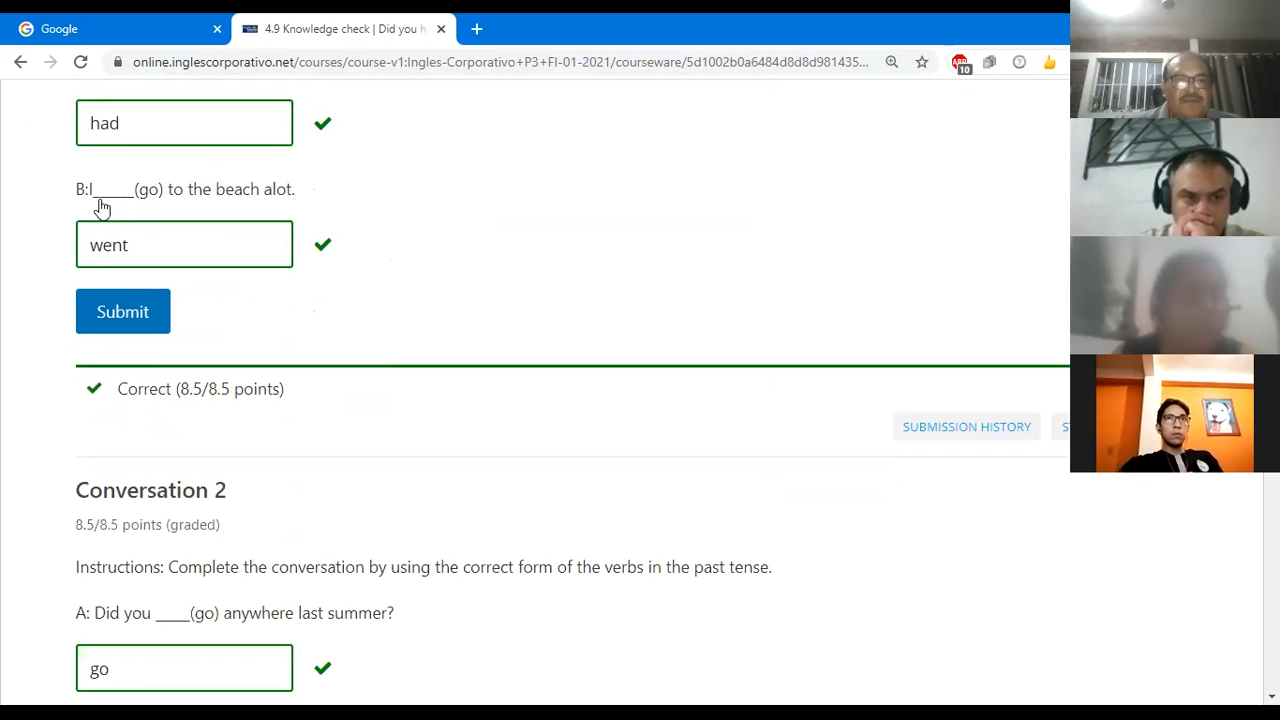 Google
4.9 Knowledge check | Did you h
online.inglescorporativo.net/courses/course-v1:Ingles-Corporativo+P3+FI-01-2021/courseware/5d1002b0a6484d8d8d981435...
10
had
B:I_____(go) to the beach alot.
went
Submit
Correct (8.5/8.5 points)
SUBMISSION HISTORY
Conversation 2
8.5/8.5 points (graded)
Instructions: Complete the conversation by using the correct form of the verbs in the past tense.
A: Did you ____(go) anywhere last summer?
go